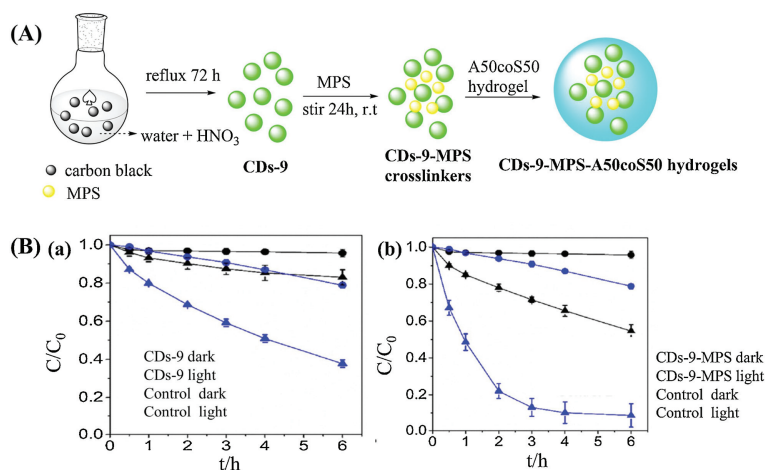 (A)
reflux 72 h
water + HNO3
carbon black
MPS
CDs-9
MPS
stir 24h, r.t
CDs-9-MPS
crosslinkers
A50coS50
hydrogel
CDs-9-MPS-A50coS50 hydrogels
(B) (a)
C/C0
1.0
0.8
0.6
0.4
0.2
0.0
CDs-9 dark
CDs-9 light
Control dark
Control light
0 1 2 3 4 5 6
t/h
(b)
C/C0
1.0
0.8
0.6
0.4
0.2
0.0
0 1 2 3 4 5 6
t/h
CDs-9-MPS dark
CDs-9-MPS light
Control dark
Control light